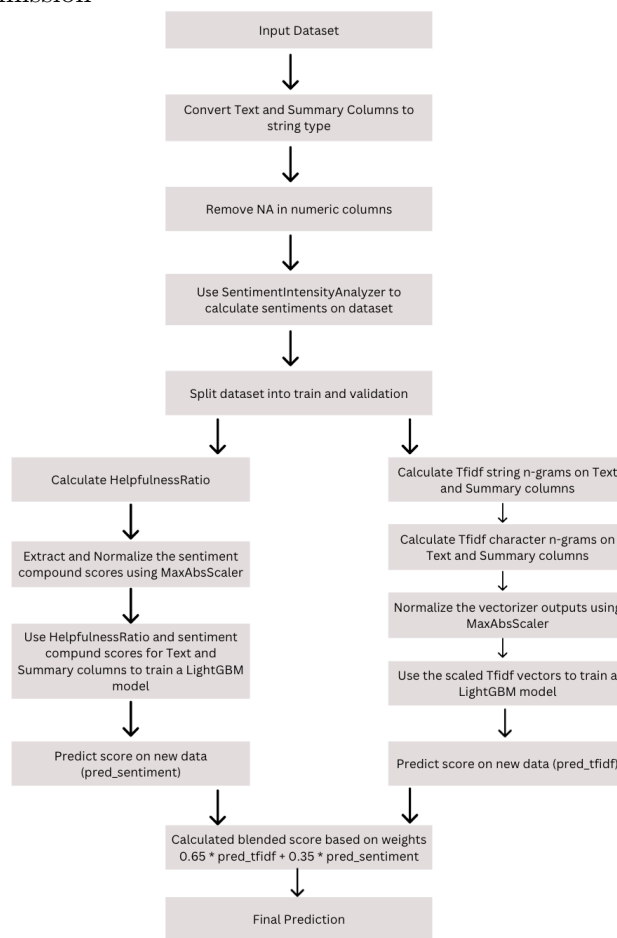 Input Dataset
Convert Text and Summary Columns to
string type
Remove NA in numeric columns
Use SentimentIntensityAnalyzer to
calculate sentiments on dataset
Split dataset into train and validation
Calculate HelpfulnessRatio
Extract and Normalize the sentiment
compound scores using MaxAbsScaler
Use HelpfulnessRatio and sentiment
compund scores for Text and
Summary columns to train a LightGBM
model
Predict score on new data
(pred_sentiment)
Calculate Tfidf string n-grams on Text
and Summary columns
Calculate Tfidf character n-grams on
Text and Summary columns
Normalize the vectorizer outputs using
MaxAbsScaler
Use the scaled Tfidf vectors to train a
LightGBM model
Predict score on new data (pred_tfidf)
Calculated blended score based on weights
0.65 * pred_tfidf + 0.35 * pred_sentiment
Final Prediction